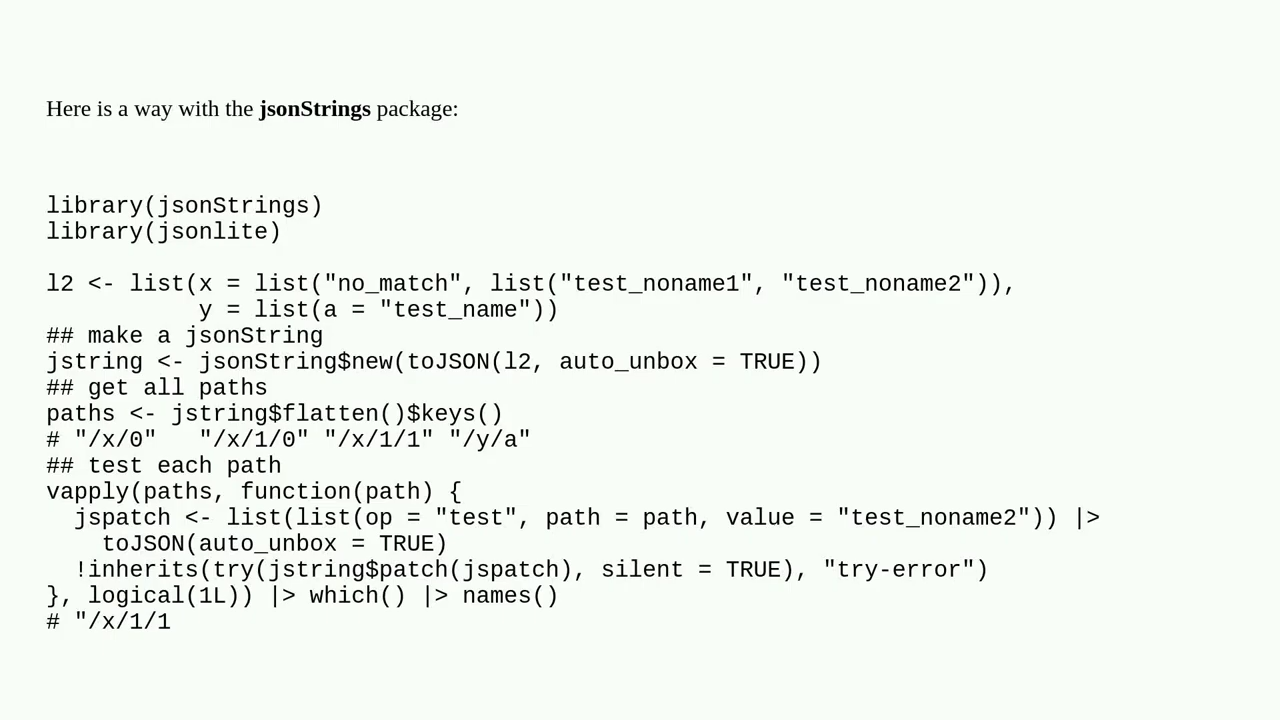 Here is a way with the jsonStrings package:
library(jsonStrings)
library(jsonlite)
l2 <- list(x = list("no_match", list("test_noname1", "test_noname2")),
           y = list(a = "test_name"))
## make a jsonString
jstring <- jsonString$new(toJSON(l2, auto_unbox = TRUE))
## get all paths
paths <- jstring$flatten()$keys()
# "/x/0"   "/x/1/0" "/x/1/1" "/y/a"
## test each path
vapply(paths, function(path) {
  jspatch <- list(list(op = "test", path = path, value = "test_noname2")) |>
    toJSON(auto_unbox = TRUE)
  !inherits(try(jstring$patch(jspatch), silent = TRUE), "try-error")
}, logical(1L)) |> which() |> names()
# "/x/1/1